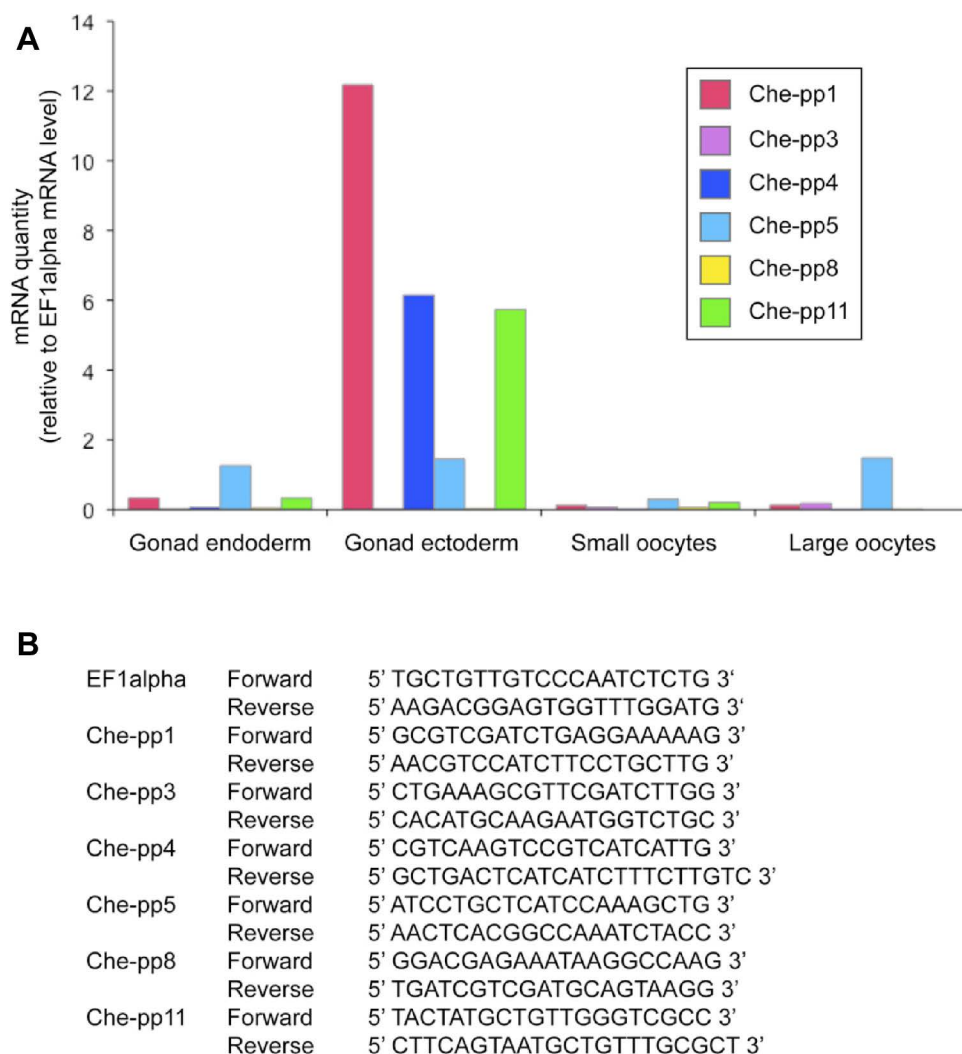 A
14
12
10
8
6
4
2
0
mRNA quantity
(relative to EF1alpha mRNA level)
Che-pp1
Che-pp3
Che-pp4
Che-pp5
Che-pp8
Che-pp11
Gonad endoderm Gonad ectoderm Small oocytes Large oocytes
B
EF1alpha Forward 5’ TGCTGTTGTCCCAATCTCTG 3‘
Reverse 5’ AAGACGGAGTGGTTTGGATG 3‘
Che-pp1 Forward 5’ GCGTCGATCTGAGGAAAAAG 3’
Reverse 5’ AACGTCCATCTTCCTGCTTG 3’
Che-pp3 Forward 5’ CTGAAAGCGTTCGATCTTGG 3’
Reverse 5’ CACATGCAAGAATGGTCTGC 3’
Che-pp4 Forward 5’ CGTCAAGTCCGTCATCATTG 3’
Reverse 5’ GCTGACTCATCATCTTTCTTGTC 3’
Che-pp5 Forward 5’ ATCCTGCTCATCCAAAGCTG 3’
Reverse 5’ AACTCACGGCCAAATCTACC 3’
Che-pp8 Forward 5’ GGACGAGAAATAAGGCCAAG 3’
Reverse 5’ TGATCGTCGATGCAGTAAGG 3’
Che-pp11 Forward 5’ TACTATGCTGTTGGGTCGCC 3’
Reverse 5’ CTTCAGTAATGCTGTTTGCGCT 3’